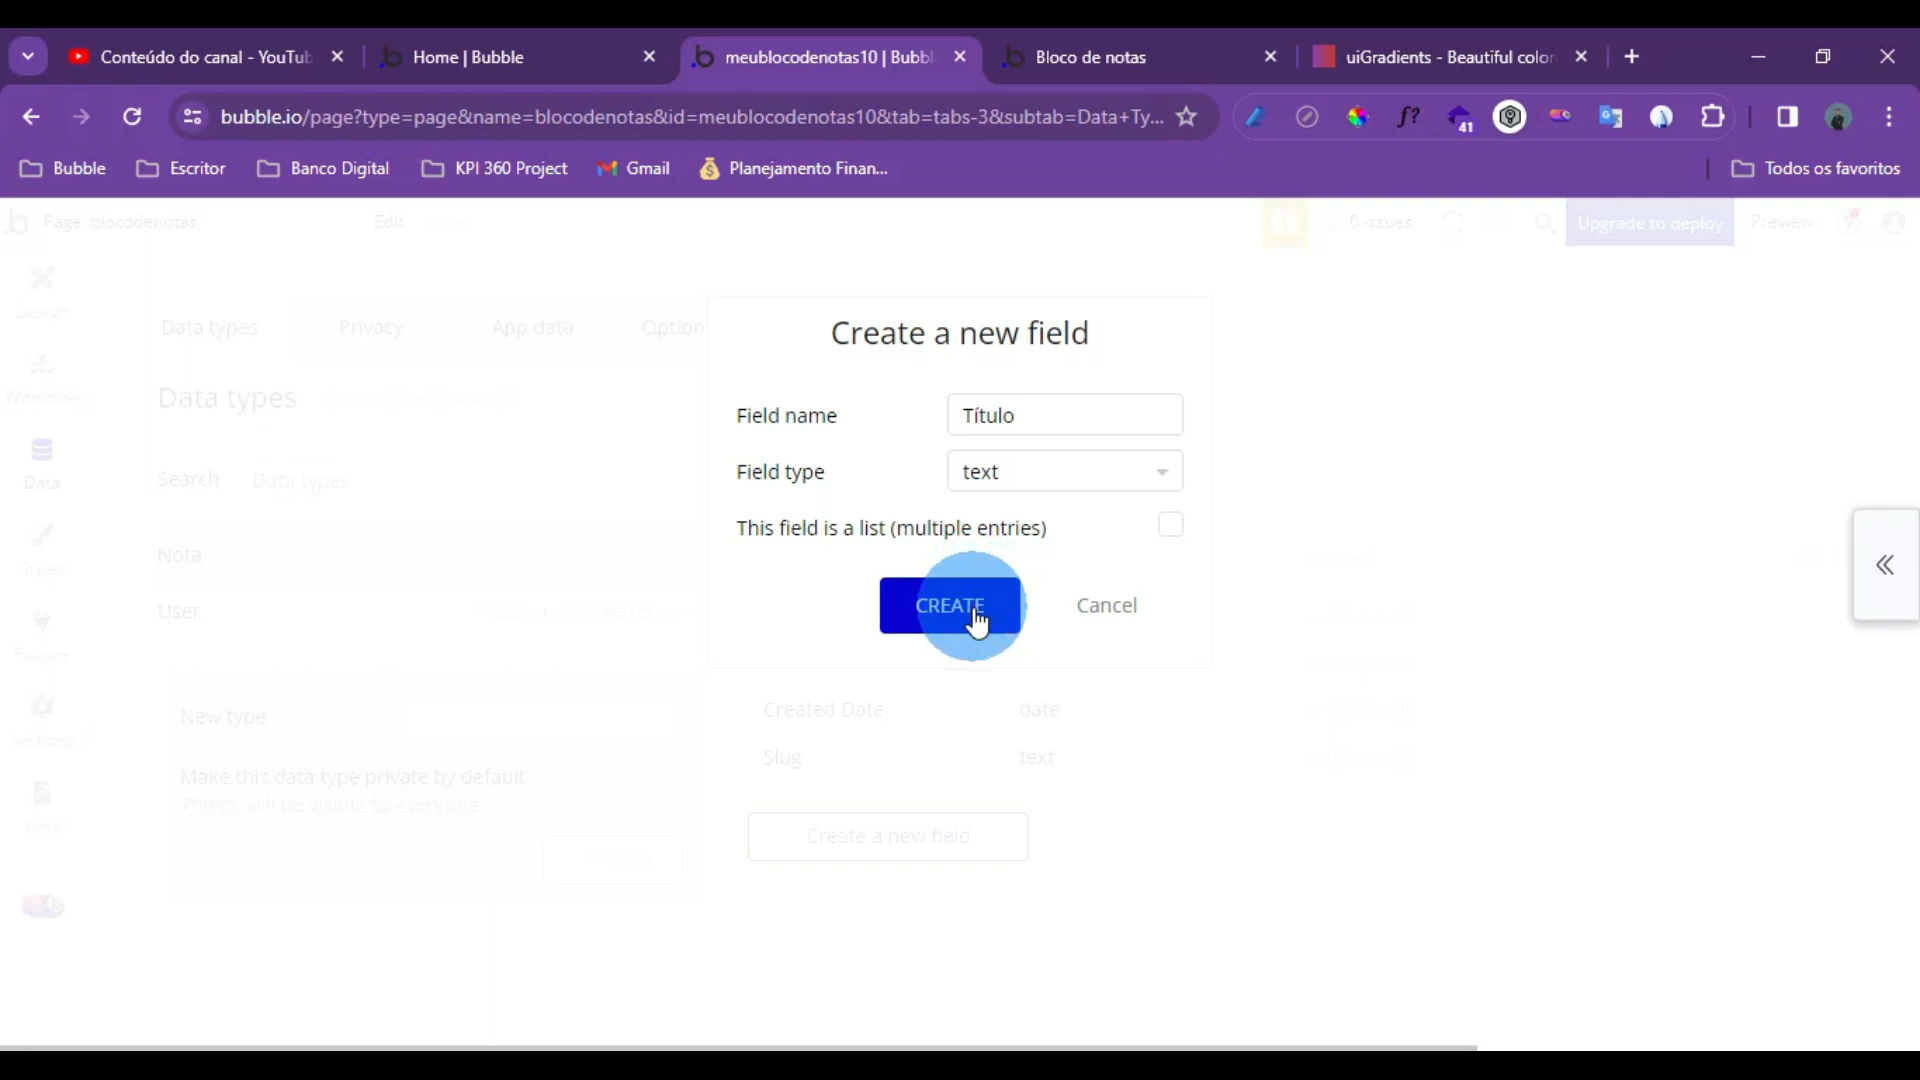 Conteúdo do canal - YouTub
Home | Bubble
meublocodenotas10 | Bubbl
Bloco de notas
uiGradients - Beautiful color
bubble.io/page?type=page&name=blocodenotas&id=meublocodenotas10&tab=tabs-3&subtab=Data+Ty...
f?
41
Bubble
Escritor
Banco Digital
KPI 360 Project
Gmail
Planejamento Finan...
Todos os favoritos
Page: blocodenotas
Edit
0 issues
Upgrade to deploy
Preview
Design
Data types
Privacy
App data
Option
Create a new field
Workflow
Data types
Field name
Título
Field type
text
Search
Data types
Data
This field is a list (multiple entries)
Nota
Styles
CREATE
Cancel
User
Plugins
New type
Created Date
date
Settings
Slug
text
Make this data type private by default
Things will be visible to everyone
Logs
Create a new field